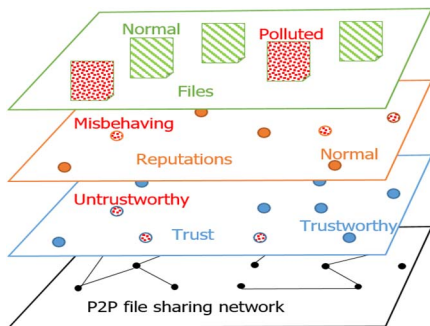 Normal
Polluted
Files
Misbehaving
Reputations
Normal
Untrustworthy
Trustworthy
Trust
P2P file sharing network